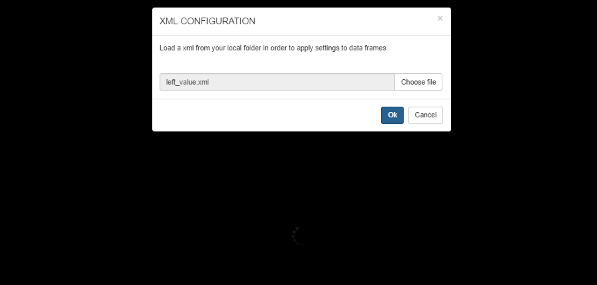 XML CONFIGURATION
×
Load a xml from your local folder in order to apply settings to data frames
left_value.xml
Choose file
Ok
Cancel